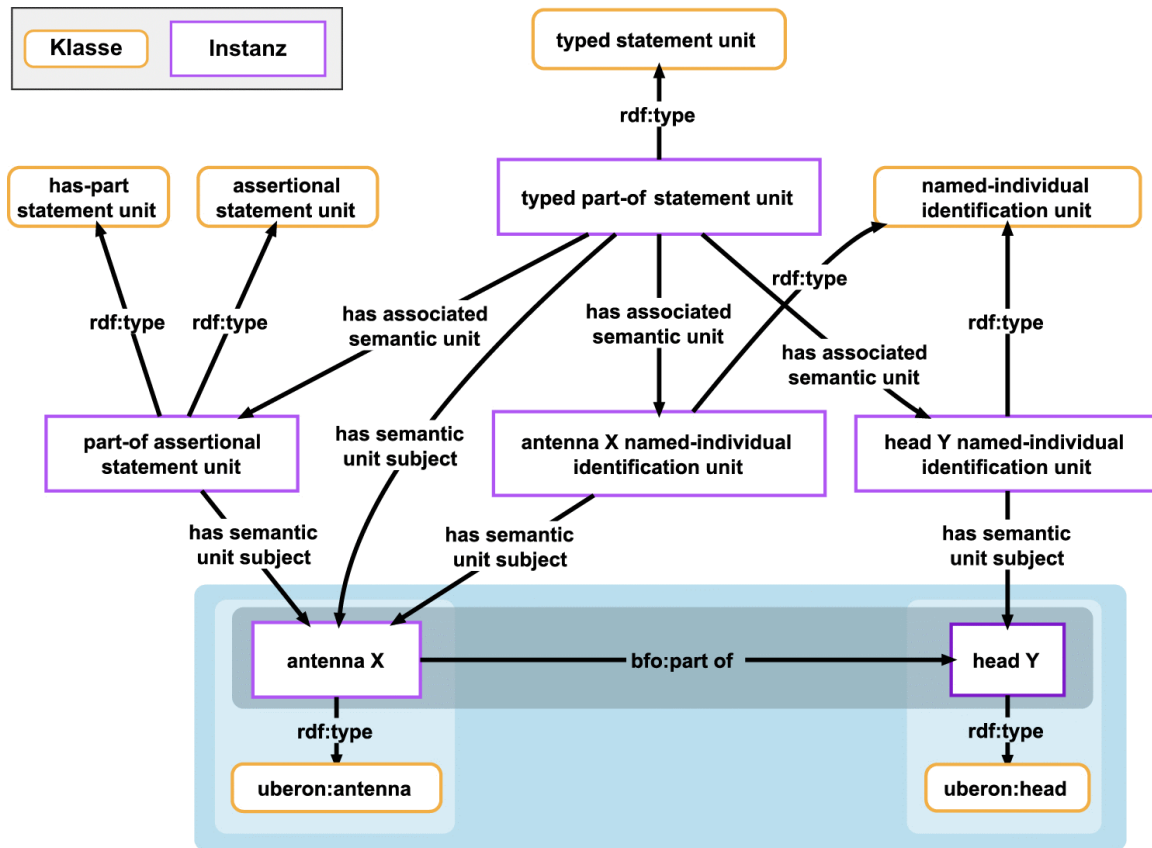 Klasse
Instanz
typed statement unit
rdf:type
has-part
statement unit
assertional
statement unit
typed part-of statement unit
named-individual
identification unit
rdf:type
rdf:type
rdf:type
rdf:type
has associated
semantic unit
has associated
semantic unit
has associated
semantic unit
part-of assertional
statement unit
has semantic
unit subject
antenna X named-individual
identification unit
head Y named-individual
identification unit
has semantic
unit subject
has semantic
unit subject
has semantic
unit subject
antenna X
bfo:part of
head Y
rdf:type
rdf:type
uberon:antenna
uberon:head